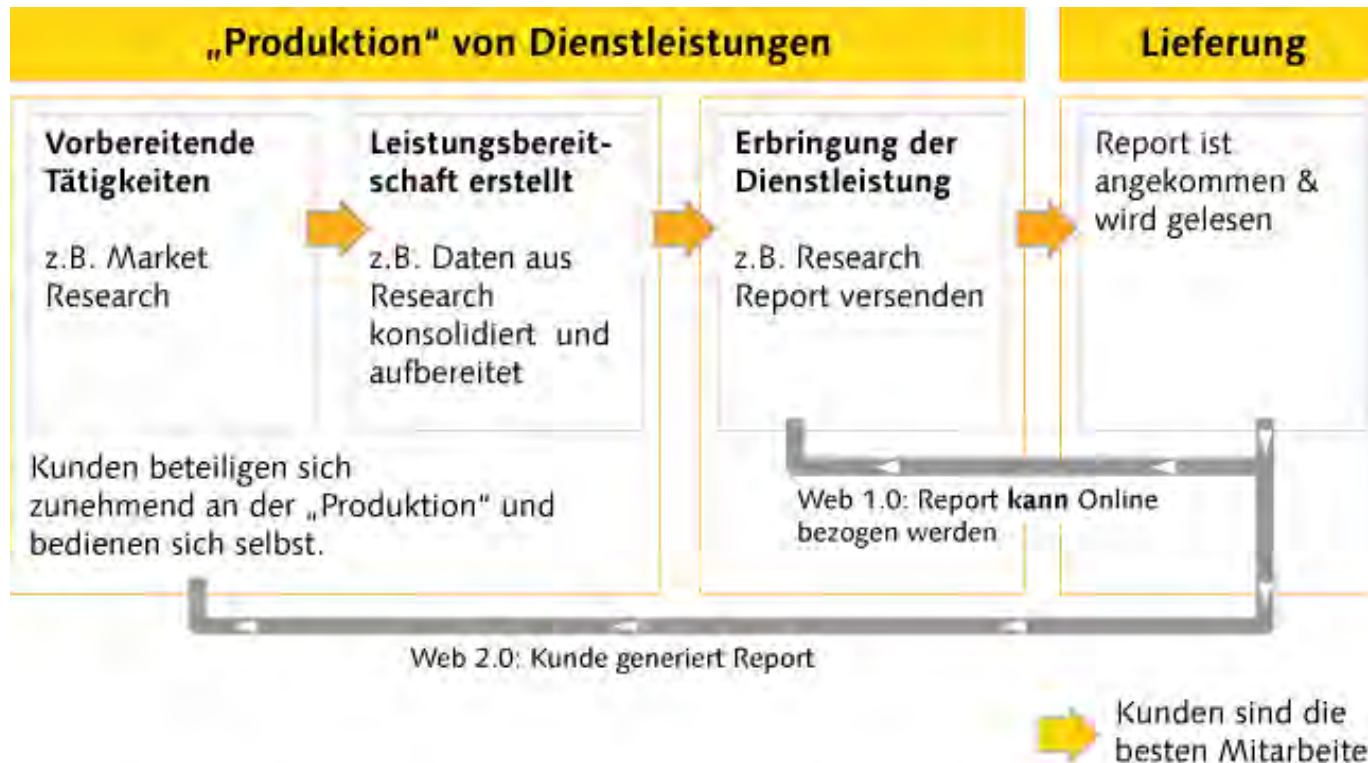 „Produktion“ von Dienstleistungen
Lieferung
Vorbereitende
Tätigkeiten
z.B. Market
Research
Leistungsbereit-
schaft erstellt
z.B. Daten aus
Research
konsolidiert und
aufbereitet
Erbringung der
Dienstleistung
z.B. Research
Report versenden
Report ist
angekommen &
wird gelesen
Kunden beteiligen sich
zunehmend an der „Produktion“ und
bedienen sich selbst.
Web 1.0: Report kann Online
bezogen werden
Web 2.0: Kunde generiert Report
Kunden sind die
besten Mitarbeite